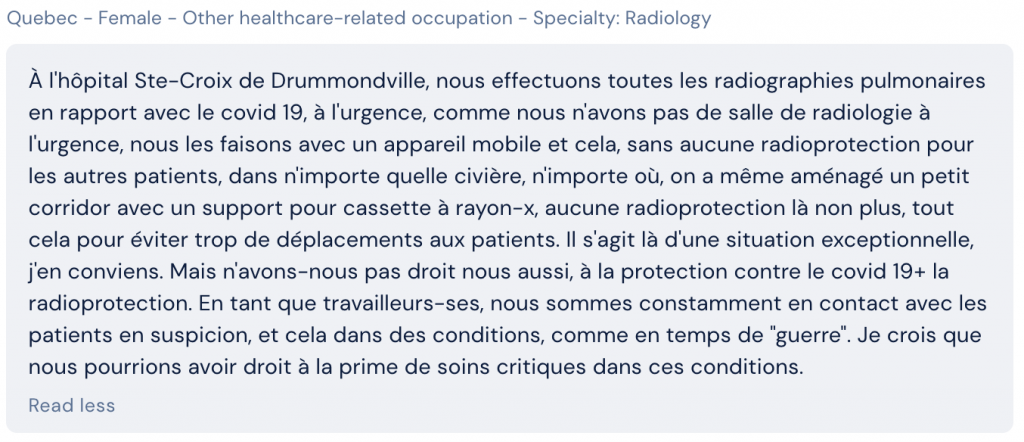 Quebec - Female - Other healthcare-related occupation - Specialty: Radiology
À l'hôpital Ste-Croix de Drummondville, nous effectuons toutes les radiographies pulmonaires
en rapport avec le covid 19, à l'urgence, comme nous n'avons pas de salle de radiologie à
l'urgence, nous les faisons avec un appareil mobile et cela, sans aucune radioprotection pour
les autres patients, dans n'importe quelle civière, n'importe où, on a même aménagé un petit
corridor avec un support pour cassette à rayon-x, aucune radioprotection là non plus, tout
cela pour éviter trop de déplacements aux patients. Il s'agit là d'une situation exceptionnelle,
j'en conviens. Mais n'avons-nous pas droit nous aussi, à la protection contre le covid 19+ la
radioprotection. En tant que travailleurs-ses, nous sommes constamment en contact avec les
patients en suspicion, et cela dans des conditions, comme en temps de "guerre". Je crois que
nous pourrions avoir droit à la prime de soins critiques dans ces conditions.
Read less